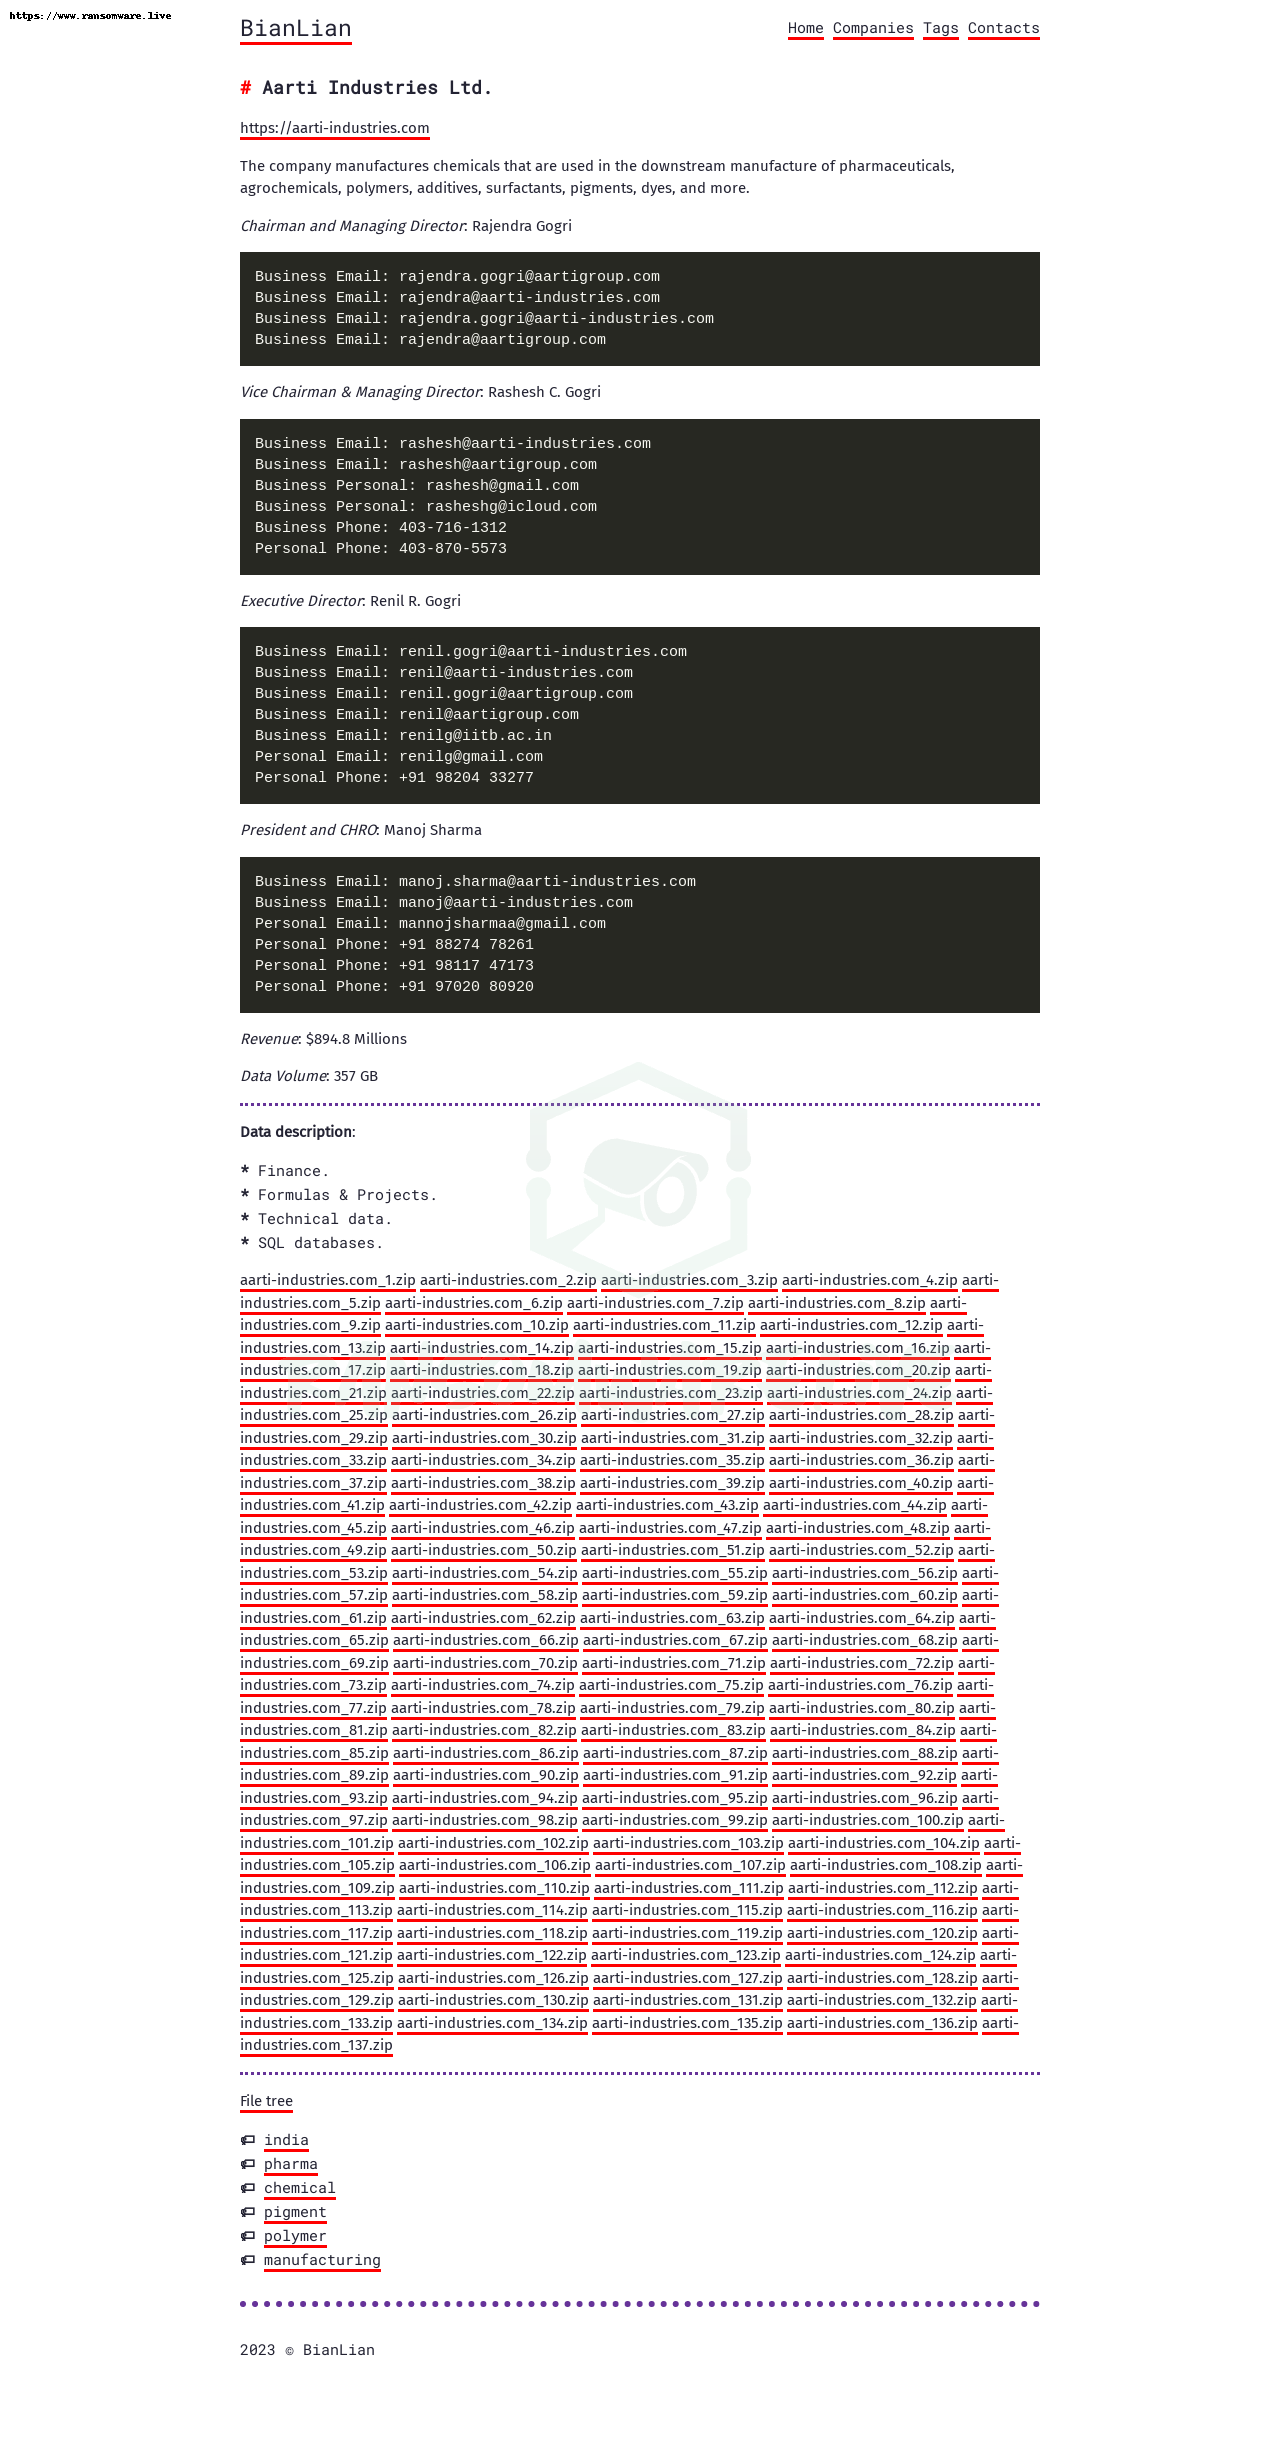 https://www.ransomware.live
BianLian
Home Companies Tags Contacts
# Aarti Industries Ltd.
https://aarti-industries.com
The company manufactures chemicals that are used in the downstream manufacture of pharmaceuticals,
agrochemicals, polymers, additives, surfactants, pigments, dyes, and more.
Chairman and Managing Director: Rajendra Gogri
Business Email: rajendra.gogri@aartigroup.com
Business Email: rajendra@aarti-industries.com
Business Email: rajendra.gogri@aarti-industries.com
Business Email: rajendra@aartigroup.com
Vice Chairman & Managing Director: Rashesh C. Gogri
Business Email: rashesh@aarti-industries.com
Business Email: rashesh@aartigroup.com
Business Personal: rashesh@gmail.com
Business Personal: rasheshg@icloud.com
Business Phone: 403-716-1312
Personal Phone: 403-870-5573
Executive Director: Renil R. Gogri
Business Email: renil.gogri@aarti-industries.com
Business Email: renil@aarti-industries.com
Business Email: renil.gogri@aartigroup.com
Business Email: renil@aartigroup.com
Business Email: renilg@iitb.ac.in
Personal Email: renilg@gmail.com
Personal Phone: +91 98204 33277
President and CHRO: Manoj Sharma
Business Email: manoj.sharma@aarti-industries.com
Business Email: manoj@aarti-industries.com
Personal Email: mannojsharmaa@gmail.com
Personal Phone: +91 88274 78261
Personal Phone: +91 98117 47173
Personal Phone: +91 97020 80920
Revenue: $894.8 Millions
Data Volume: 357 GB
Data description:
* Finance.
* Formulas & Projects.
* Technical data.
* SQL databases.
aarti-industries.com_1.zip aarti-industries.com_2.zip aarti-industries.com_3.zip aarti-industries.com_4.zip aarti-
industries.com_5.zip aarti-industries.com_6.zip aarti-industries.com_7.zip aarti-industries.com_8.zip aarti-
industries.com_9.zip aarti-industries.com_10.zip aarti-industries.com_11.zip aarti-industries.com_12.zip aarti-
industries.com_13.zip aarti-industries.com_14.zip aarti-industries.com_15.zip aarti-industries.com_16.zip aarti-
industries.com_17.zip aarti-industries.com_18.zip aarti-industries.com_19.zip aarti-industries.com_20.zip aarti-
industries.com_21.zip aarti-industries.com_22.zip aarti-industries.com_23.zip aarti-industries.com_24.zip aarti-
industries.com_25.zip aarti-industries.com_26.zip aarti-industries.com_27.zip aarti-industries.com_28.zip aarti-
industries.com_29.zip aarti-industries.com_30.zip aarti-industries.com_31.zip aarti-industries.com_32.zip aarti-
industries.com_33.zip aarti-industries.com_34.zip aarti-industries.com_35.zip aarti-industries.com_36.zip aarti-
industries.com_37.zip aarti-industries.com_38.zip aarti-industries.com_39.zip aarti-industries.com_40.zip aarti-
industries.com_41.zip aarti-industries.com_42.zip aarti-industries.com_43.zip aarti-industries.com_44.zip aarti-
industries.com_45.zip aarti-industries.com_46.zip aarti-industries.com_47.zip aarti-industries.com_48.zip aarti-
industries.com_49.zip aarti-industries.com_50.zip aarti-industries.com_51.zip aarti-industries.com_52.zip aarti-
industries.com_53.zip aarti-industries.com_54.zip aarti-industries.com_55.zip aarti-industries.com_56.zip aarti-
industries.com_57.zip aarti-industries.com_58.zip aarti-industries.com_59.zip aarti-industries.com_60.zip aarti-
industries.com_61.zip aarti-industries.com_62.zip aarti-industries.com_63.zip aarti-industries.com_64.zip aarti-
industries.com_65.zip aarti-industries.com_66.zip aarti-industries.com_67.zip aarti-industries.com_68.zip aarti-
industries.com_69.zip aarti-industries.com_70.zip aarti-industries.com_71.zip aarti-industries.com_72.zip aarti-
industries.com_73.zip aarti-industries.com_74.zip aarti-industries.com_75.zip aarti-industries.com_76.zip aarti-
industries.com_77.zip aarti-industries.com_78.zip aarti-industries.com_79.zip aarti-industries.com_80.zip aarti-
industries.com_81.zip aarti-industries.com_82.zip aarti-industries.com_83.zip aarti-industries.com_84.zip aarti-
industries.com_85.zip aarti-industries.com_86.zip aarti-industries.com_87.zip aarti-industries.com_88.zip aarti-
industries.com_89.zip aarti-industries.com_90.zip aarti-industries.com_91.zip aarti-industries.com_92.zip aarti-
industries.com_93.zip aarti-industries.com_94.zip aarti-industries.com_95.zip aarti-industries.com_96.zip aarti-
industries.com_97.zip aarti-industries.com_98.zip aarti-industries.com_99.zip aarti-industries.com_100.zip aarti-
industries.com_101.zip aarti-industries.com_102.zip aarti-industries.com_103.zip aarti-industries.com_104.zip aarti-
industries.com_105.zip aarti-industries.com_106.zip aarti-industries.com_107.zip aarti-industries.com_108.zip aarti-
industries.com_109.zip aarti-industries.com_110.zip aarti-industries.com_111.zip aarti-industries.com_112.zip aarti-
industries.com_113.zip aarti-industries.com_114.zip aarti-industries.com_115.zip aarti-industries.com_116.zip aarti-
industries.com_117.zip aarti-industries.com_118.zip aarti-industries.com_119.zip aarti-industries.com_120.zip aarti-
industries.com_121.zip aarti-industries.com_122.zip aarti-industries.com_123.zip aarti-industries.com_124.zip aarti-
industries.com_125.zip aarti-industries.com_126.zip aarti-industries.com_127.zip aarti-industries.com_128.zip aarti-
industries.com_129.zip aarti-industries.com_130.zip aarti-industries.com_131.zip aarti-industries.com_132.zip aarti-
industries.com_133.zip aarti-industries.com_134.zip aarti-industries.com_135.zip aarti-industries.com_136.zip aarti-
industries.com_137.zip
File tree
india
pharma
chemical
pigment
polymer
manufacturing
2023 © BianLian